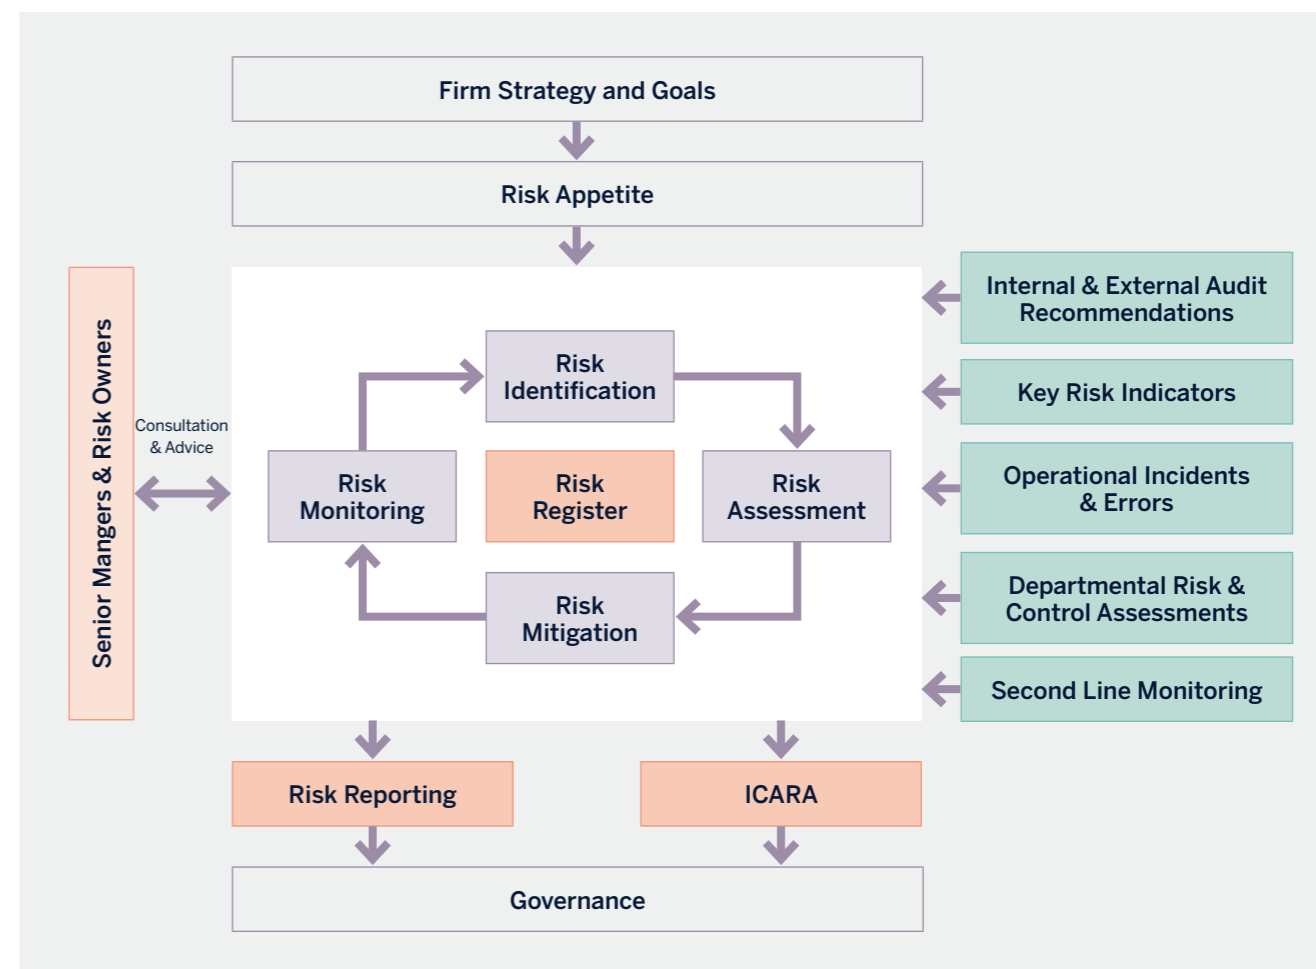 Firm Strategy and Goals
Risk Appetite
Senior Mangers & Risk Owners
Consultation
& Advice
Risk
Identification
Risk
Monitoring
Risk
Register
Risk
Assessment
Risk
Mitigation
Internal & External Audit
Recommendations
Key Risk Indicators
Operational Incidents
& Errors
Departmental Risk &
Control Assessments
Second Line Monitoring
Risk Reporting
ICARA
Governance